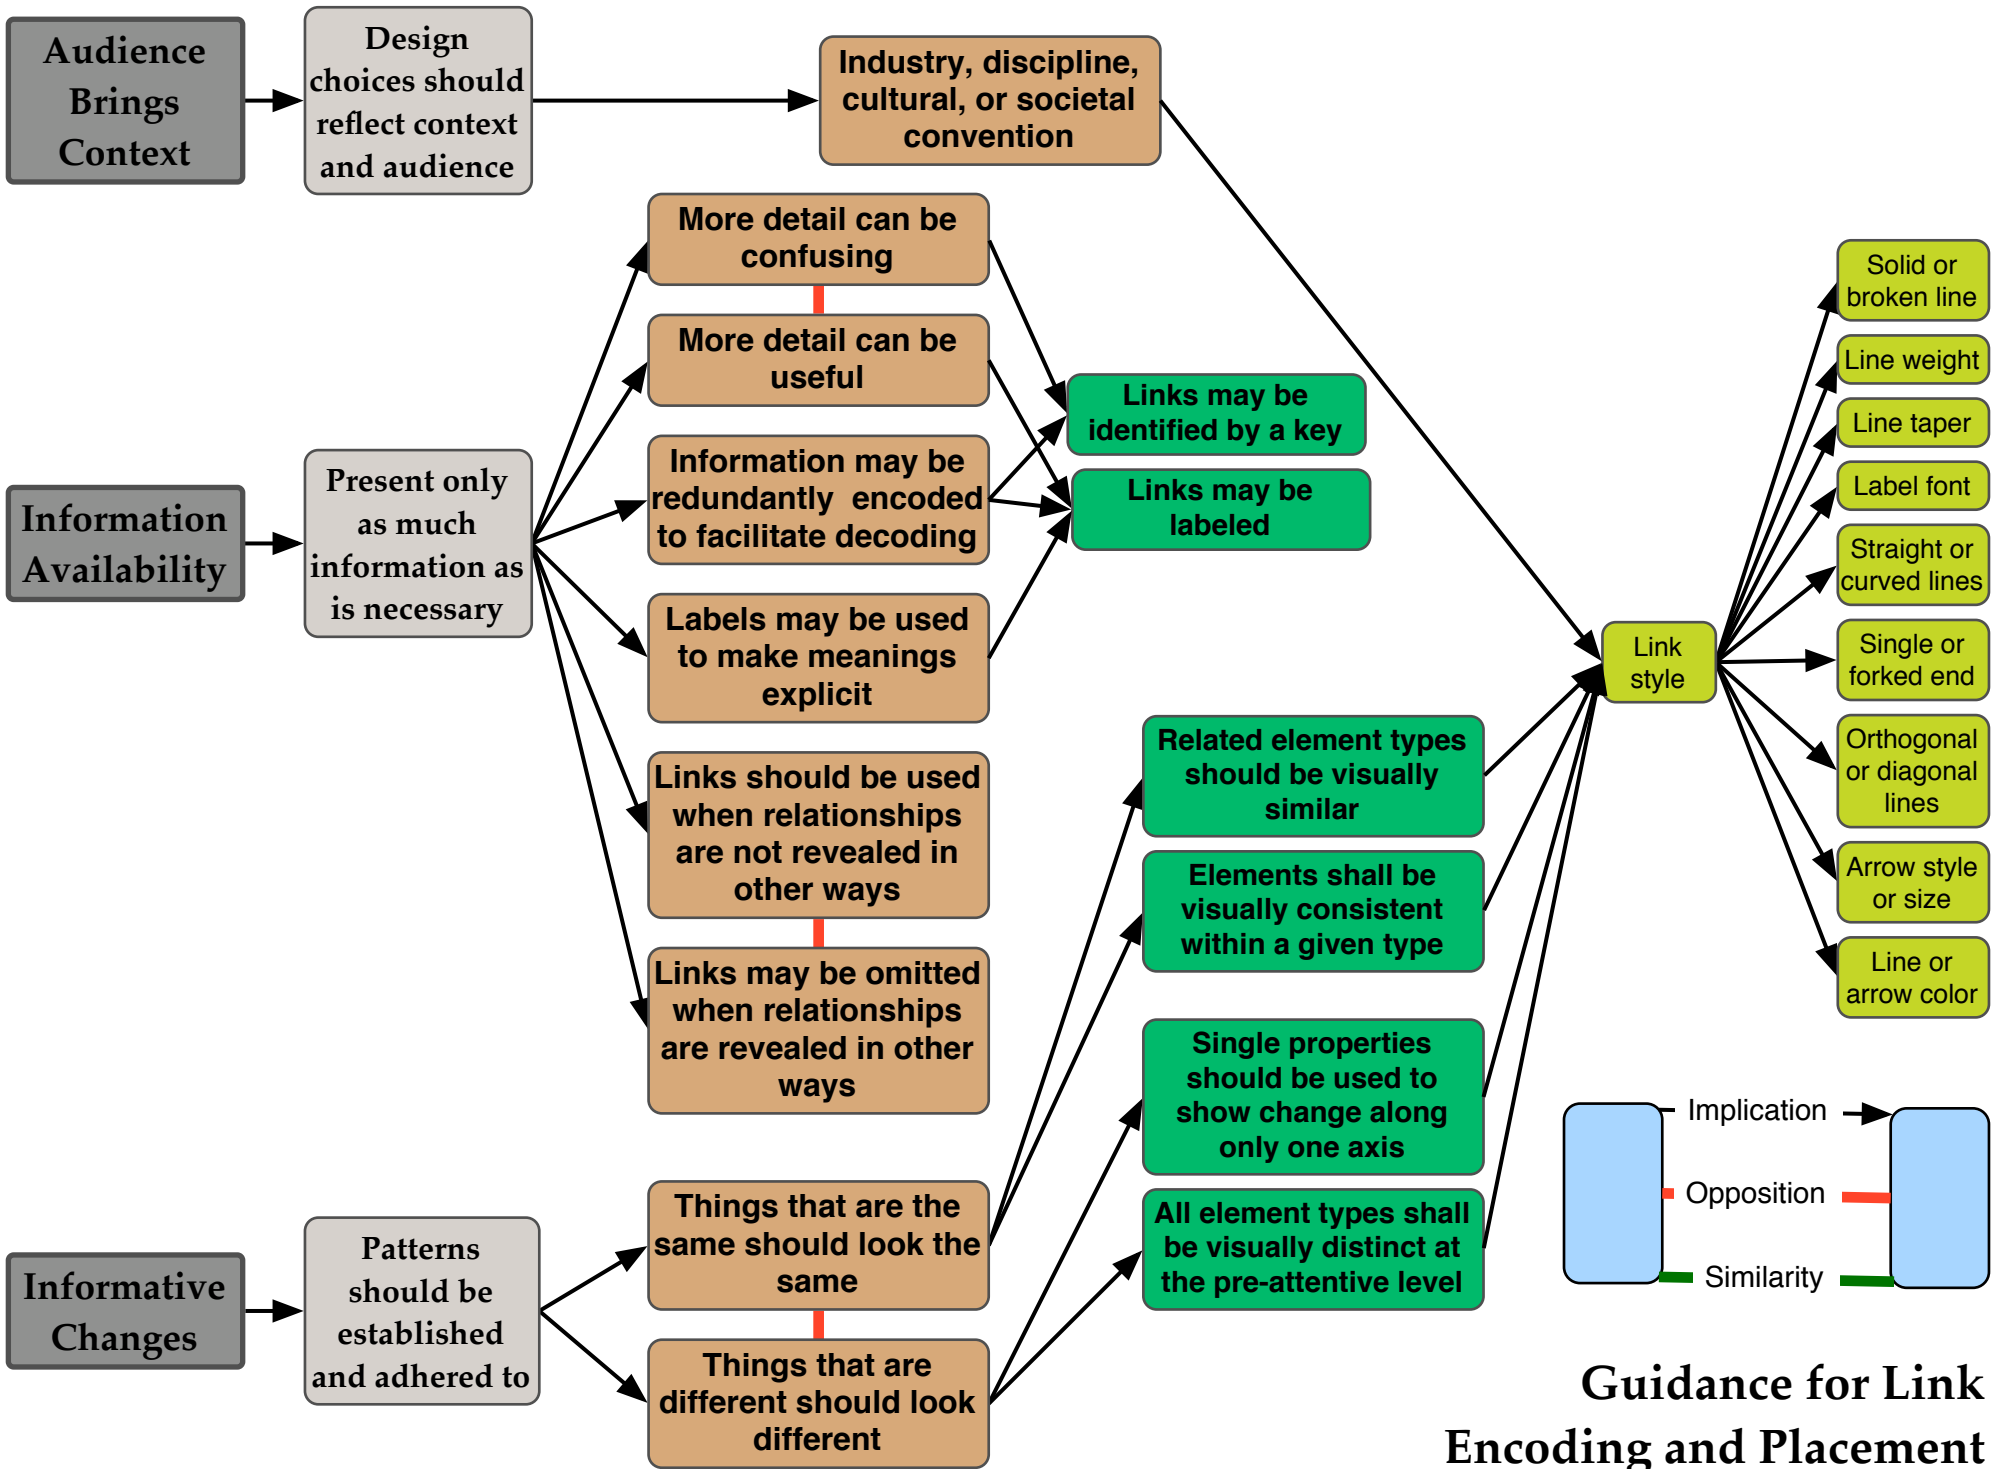 Audience
Brings
Context
Design
choices should
reflect context
and audience
Industry, discipline,
cultural, or societal
convention
Information
Availability
Present only
as much
information as
is necessary
More detail can be
confusing
More detail can be
useful
Information may be
redundantly encoded
to facilitate decoding
Labels may be used
to make meanings
explicit
Links should be used
when relationships
are not revealed in
other ways
Links may be omitted
when relationships
are revealed in other
ways
Links may be
identified by a key
Links may be
labeled
Informative
Changes
Patterns
should be
established
and adhered to
Things that are the
same should look the
same
Things that are
different should look
different
Related element types
should be visually
similar
Elements shall be
visually consistent
within a given type
Single properties
should be used to
show change along
only one axis
All element types shall
be visually distinct at
the pre-attentive level
Link
style
Solid or
broken line
Line weight
Line taper
Label font
Straight or
curved lines
Single or
forked end
Orthogonal
or diagonal
lines
Arrow style
or size
Line or
arrow color
Implication
Opposition
Similarity
Guidance for Link
Encoding and Placement